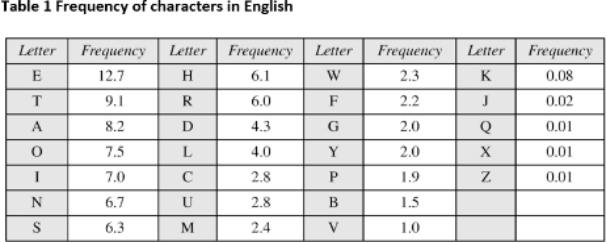 Table 1 Frequency of characters in English
Letter Frequency Letter Frequency Letter Frequency Letter Frequency
E 12.7 H 6.1 W 2.3 K 0.08
T 9.1 R 6.0 F 2.2 J 0.02
A 8.2 D 4.3 G 2.0 Q 0.01
O 7.5 L 4.0 Y 2.0 X 0.01
I 7.0 C 2.8 P 1.9 Z 0.01
N 6.7 U 2.8 B 1.5
S 6.3 M 2.4 V 1.0